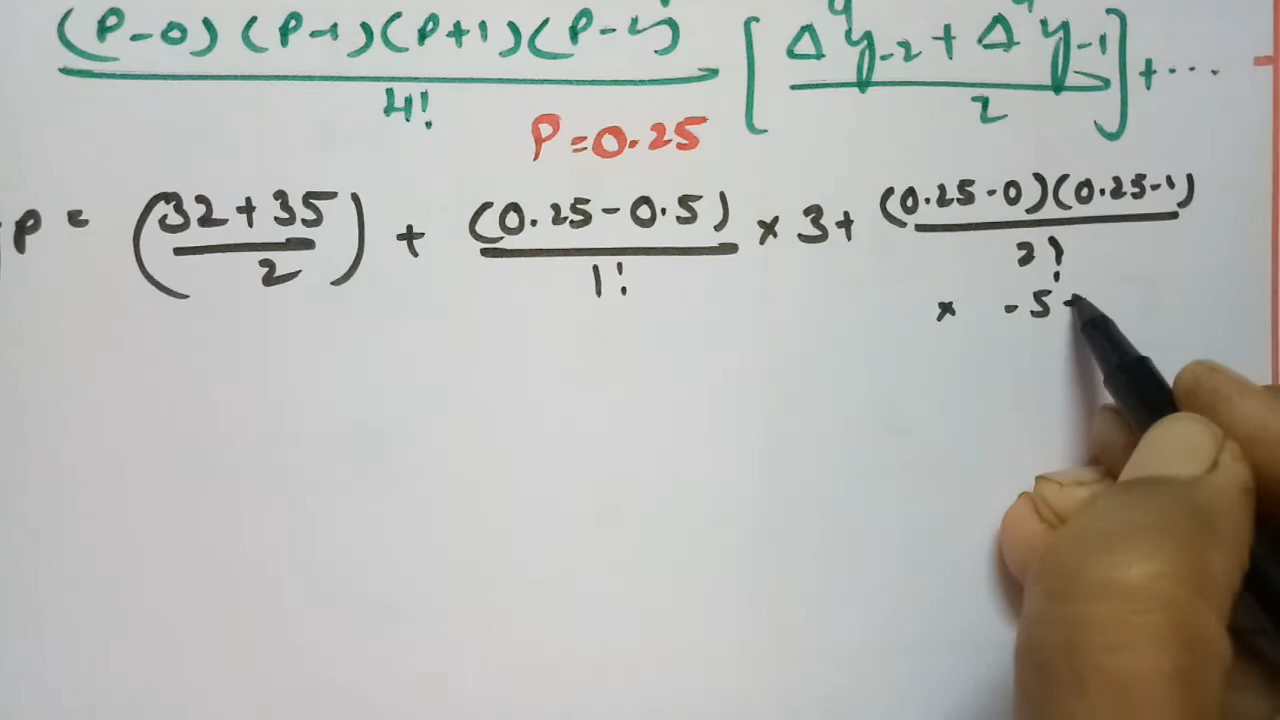 (P-0)(P-1)(P+1)(P-2) / 4! [Δ⁴y₋₂ + Δ⁴y₋₁ / 2] + ...
P=0.25
p = (32+35 / 2) + (0.25-0.5) / 1! × 3 + (0.25-0)(0.25-1) / 2!
× -5